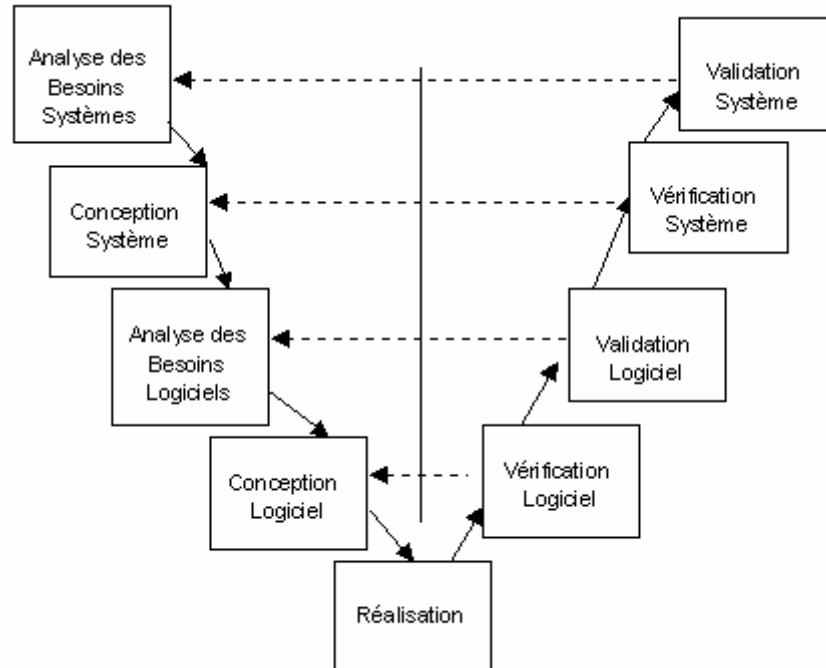 Analyse des
Besoins
Systèmes
Validation
Système
Conception
Système
Vérification
Système
Analyse des
Besoins
Logiciels
Validation
Logiciel
Conception
Logiciel
Vérification
Logiciel
Réalisation